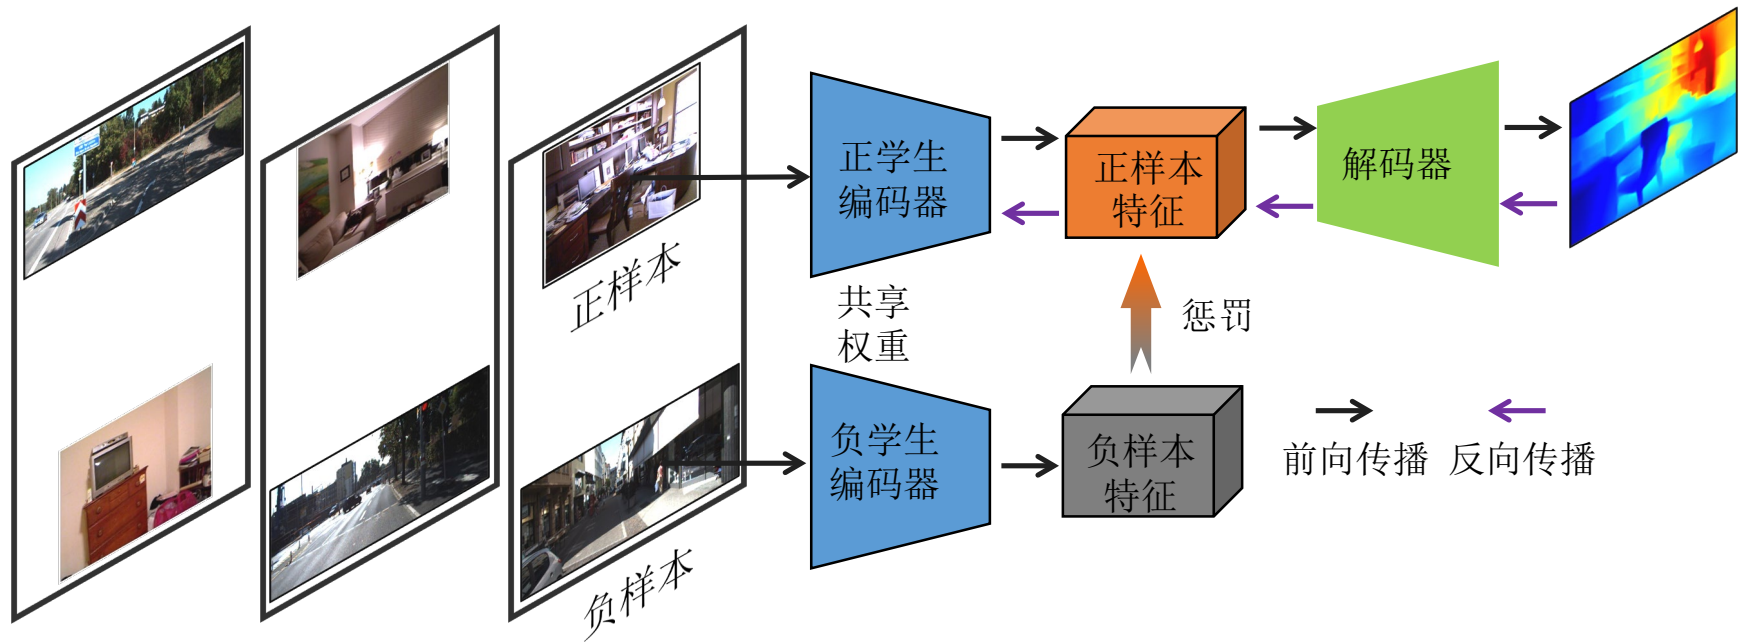 正样本
负样本
正学生
编码器
共享
权重
负学生
编码器
正样本
特征
惩罚
负样本
特征
解码器
前向传播
反向传播